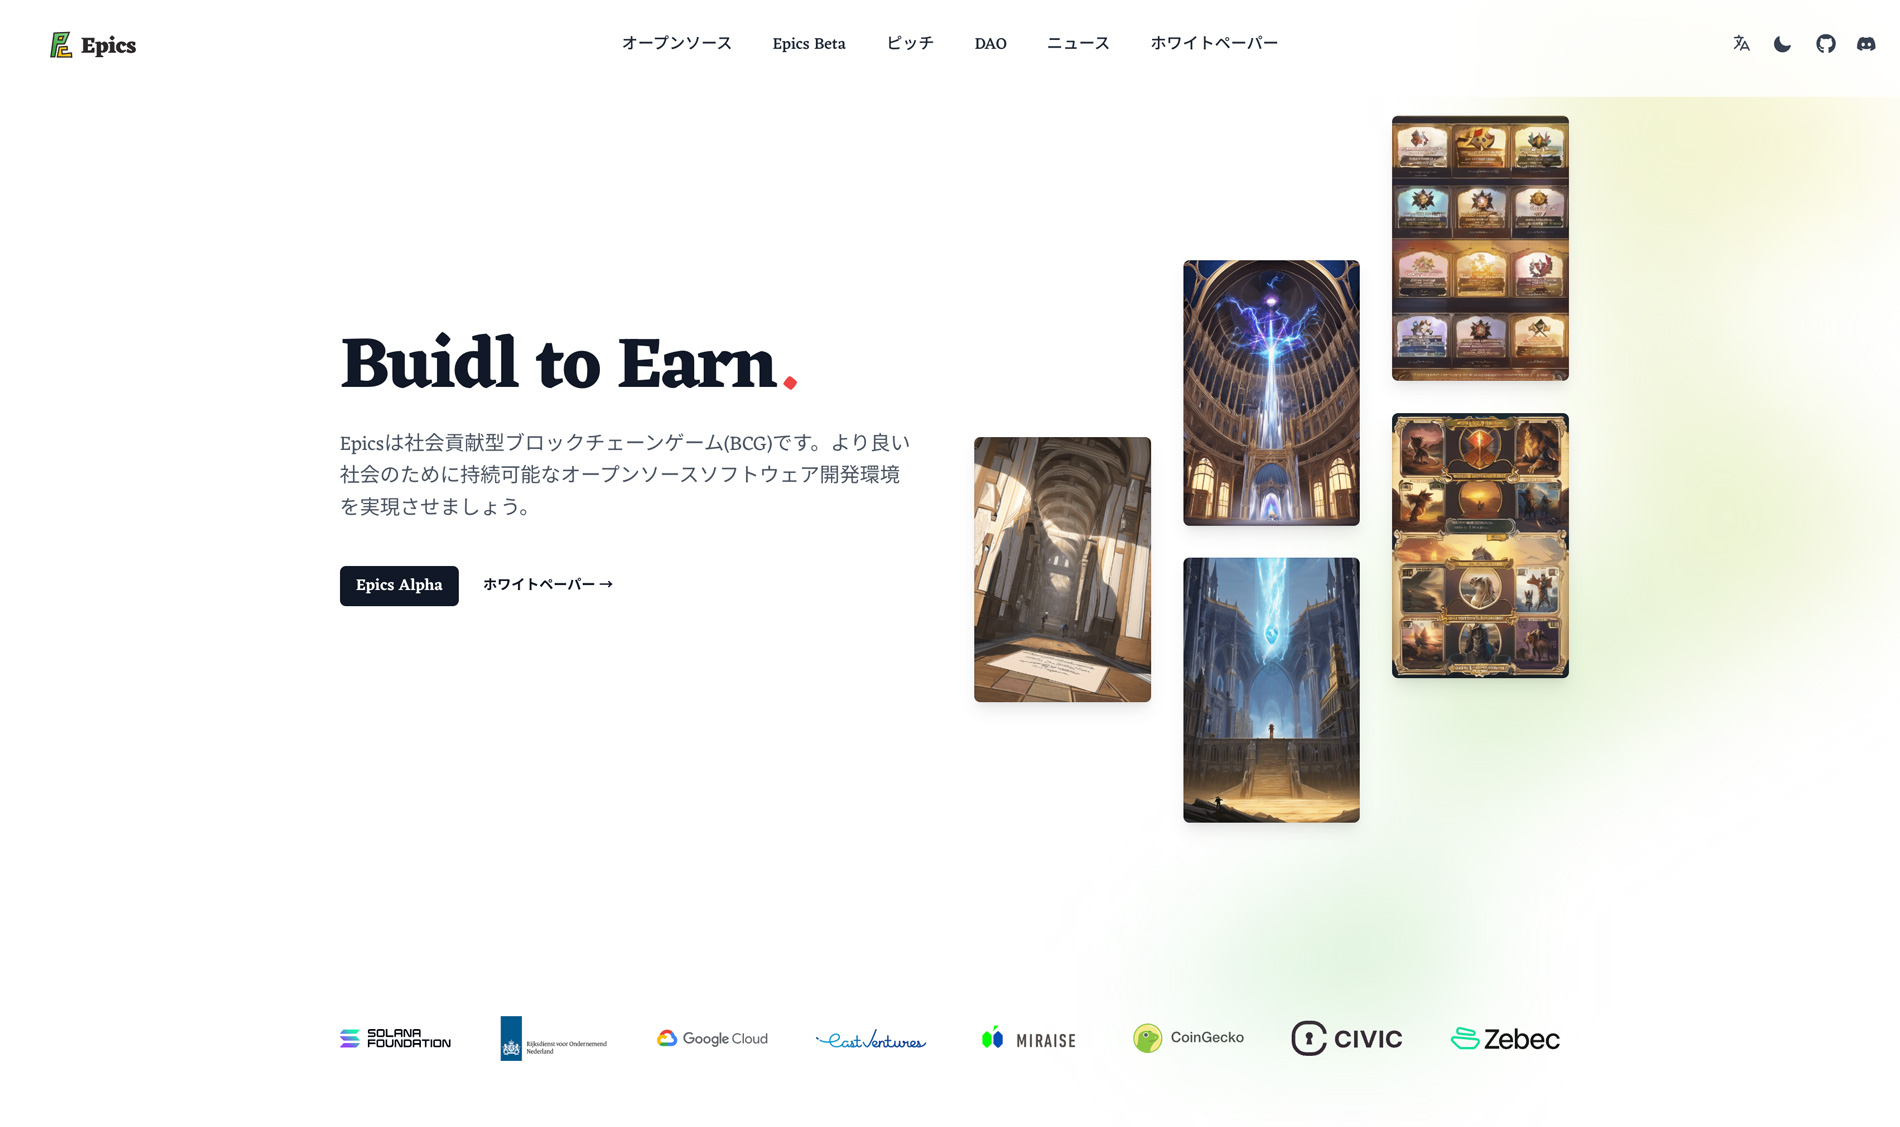 Epics
オープンソース
Epics Beta
ピッチ
DAO
ニュース
ホワイトペーパー
Buidl to Earn.
Epicsは社会貢献型ブロックチェーンゲーム(BCG)です。より良い
社会のために持続可能なオープンソースソフトウェア開発環境
を実現させましょう。
Epics Alpha
ホワイトペーパー →
SOLANA
FOUNDATION
Rijksdienst voor Ondernemend
Nederland
Google Cloud
East Ventures
MIRAISE
CoinGecko
CIVIC
Zebec